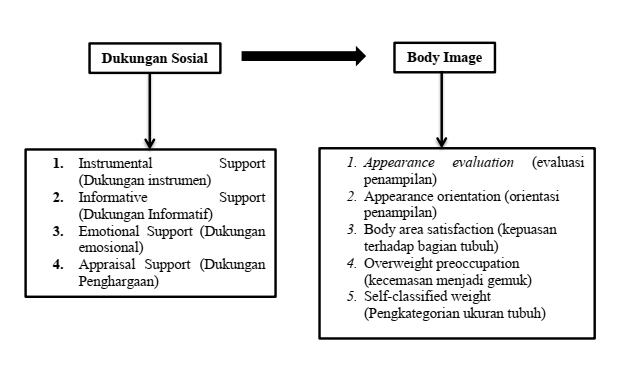 Dukungan Sosial
Body Image
1. Instrumental Support
(Dukungan instrumen)
2. Informative Support
(Dukungan Informatif)
3. Emotional Support (Dukungan
emosional)
4. Appraisal Support (Dukungan
Penghargaan)
1. Appearance evaluation (evaluasi
penampilan)
2. Appearance orientation (orientasi
penampilan)
3. Body area satisfaction (kepuasan
terhadap bagian tubuh)
4. Overweight preoccupation
(kecemasan menjadi gemuk)
5. Self-classified weight
(Pengkategorian ukuran tubuh)